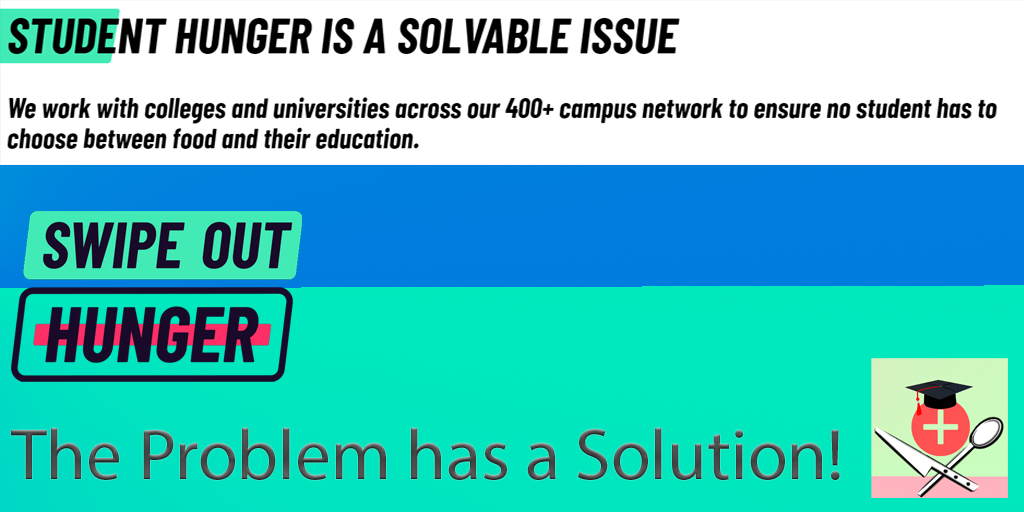 STUDENT HUNGER IS A SOLVABLE ISSUE
We work with colleges and universities across our 400+ campus network to ensure no student has to
choose between food and their education.
SWIPE OUT
HUNGER
The Problem has a Solution!